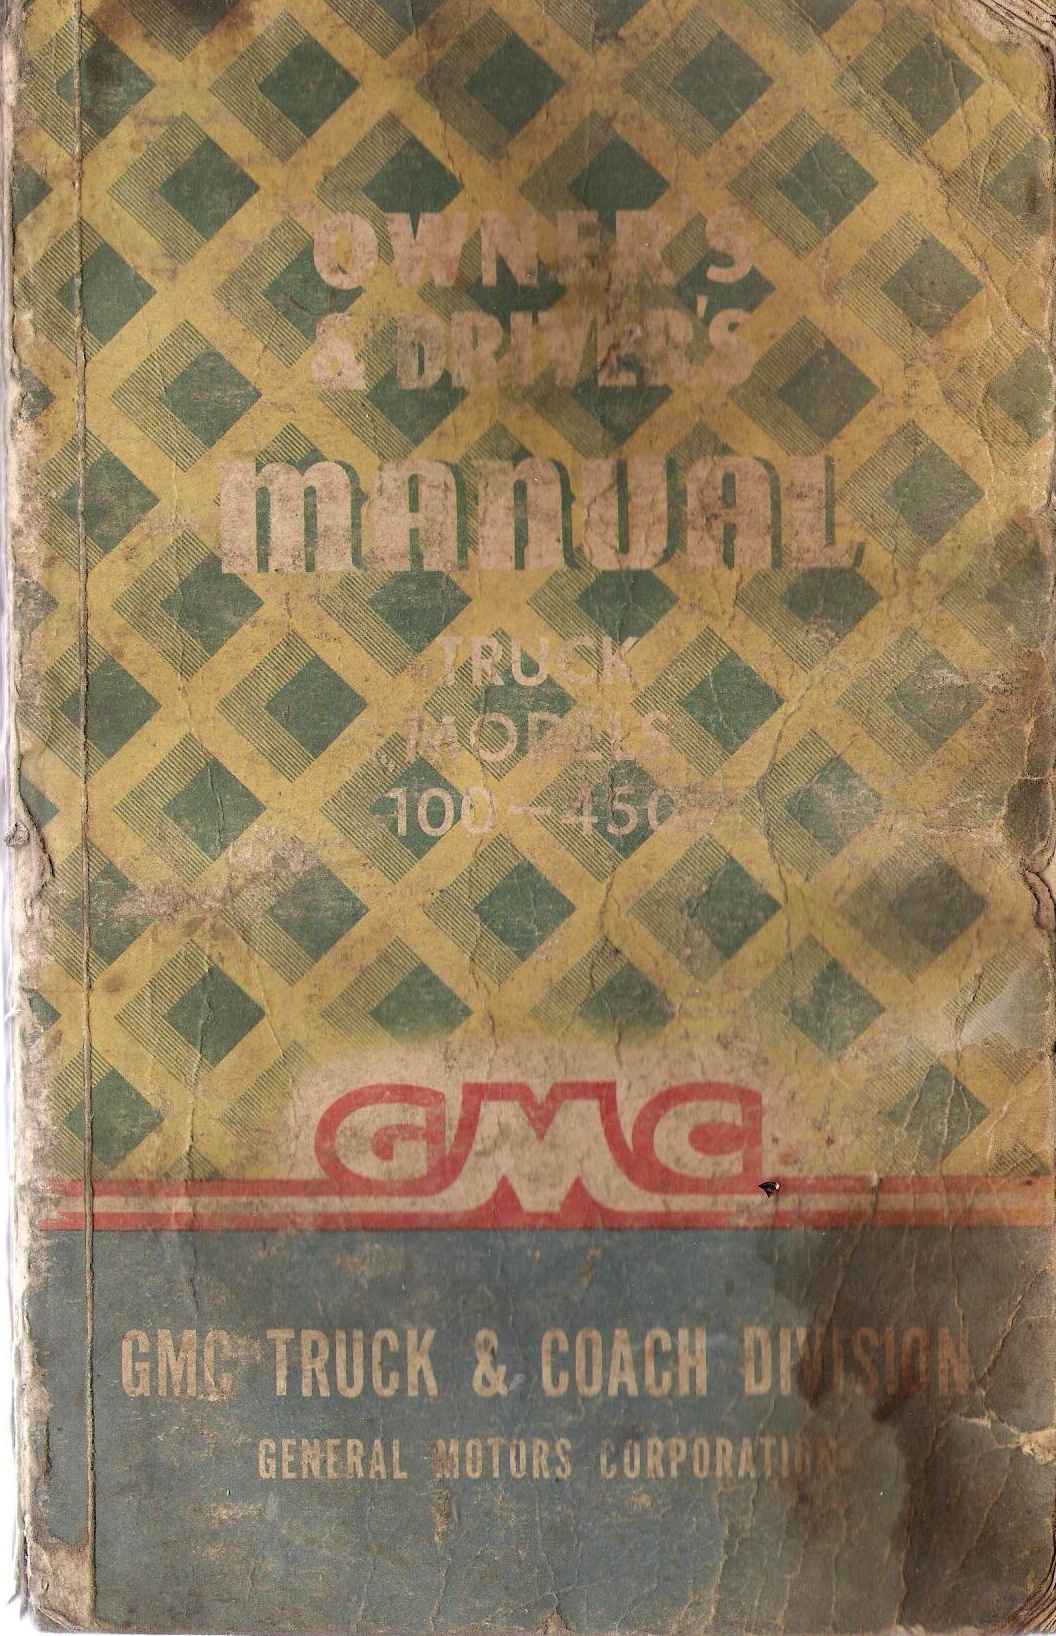 OWNER'S
& DRIVER'S
MANUAL
TRUCK
MODELS
100-450
GMC
GMC TRUCK & COACH DIVISION
GENERAL MOTORS CORPORATION